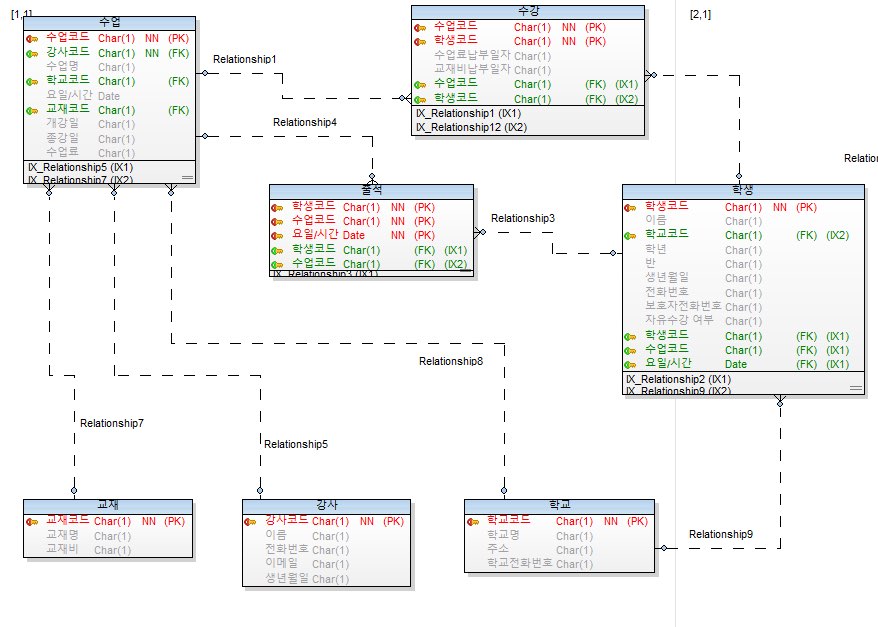 [1,1]
[2,1]
수업
수업코드 Char(1) NN (PK)
강사코드 Char(1) NN (FK)
수업명 Char(1)
학교코드 Char(1) (FK)
요일/시간 Date
교재코드 Char(1) (FK)
개강일 Char(1)
종강일 Char(1)
수업료 Char(1)
IX_Relationship5 (IX1)
IX_Relationship7 (IX2)
Relationship1
Relationship4
수강
수업코드 Char(1) NN (PK)
학생코드 Char(1) NN (PK)
수업료납부일자 Char(1)
교재비납부일자 Char(1)
수업코드 Char(1) (FK) (IX1)
학생코드 Char(1) (FK) (IX2)
IX_Relationship1 (IX1)
IX_Relationship12 (IX2)
출석
학생코드 Char(1) NN (PK)
수업코드 Char(1) NN (PK)
요일/시간 Date NN (PK)
학생코드 Char(1) (FK) (IX1)
수업코드 Char(1) (FK) (IX2)
IX_Relationship3 (IX1)
Relationship3
학생
학생코드 Char(1) NN (PK)
이름 Char(1)
학교코드 Char(1) (FK) (IX2)
학년 Char(1)
반 Char(1)
생년월일 Char(1)
전화번호 Char(1)
보호자전화번호 Char(1)
자유수강 여부 Char(1)
학생코드 Char(1) (FK) (IX1)
수업코드 Char(1) (FK) (IX1)
요일/시간 Date (FK) (IX1)
IX_Relationship2 (IX1)
IX_Relationship9 (IX2)
Relatio
Relationship8
Relationship7
Relationship5
Relationship9
교재
교재코드 Char(1) NN (PK)
교재명 Char(1)
교재비 Char(1)
강사
강사코드 Char(1) NN (PK)
이름 Char(1)
전화번호 Char(1)
이메일 Char(1)
생년월일 Char(1)
학교
학교코드 Char(1) NN (PK)
학교명 Char(1)
주소 Char(1)
학교전화번호 Char(1)